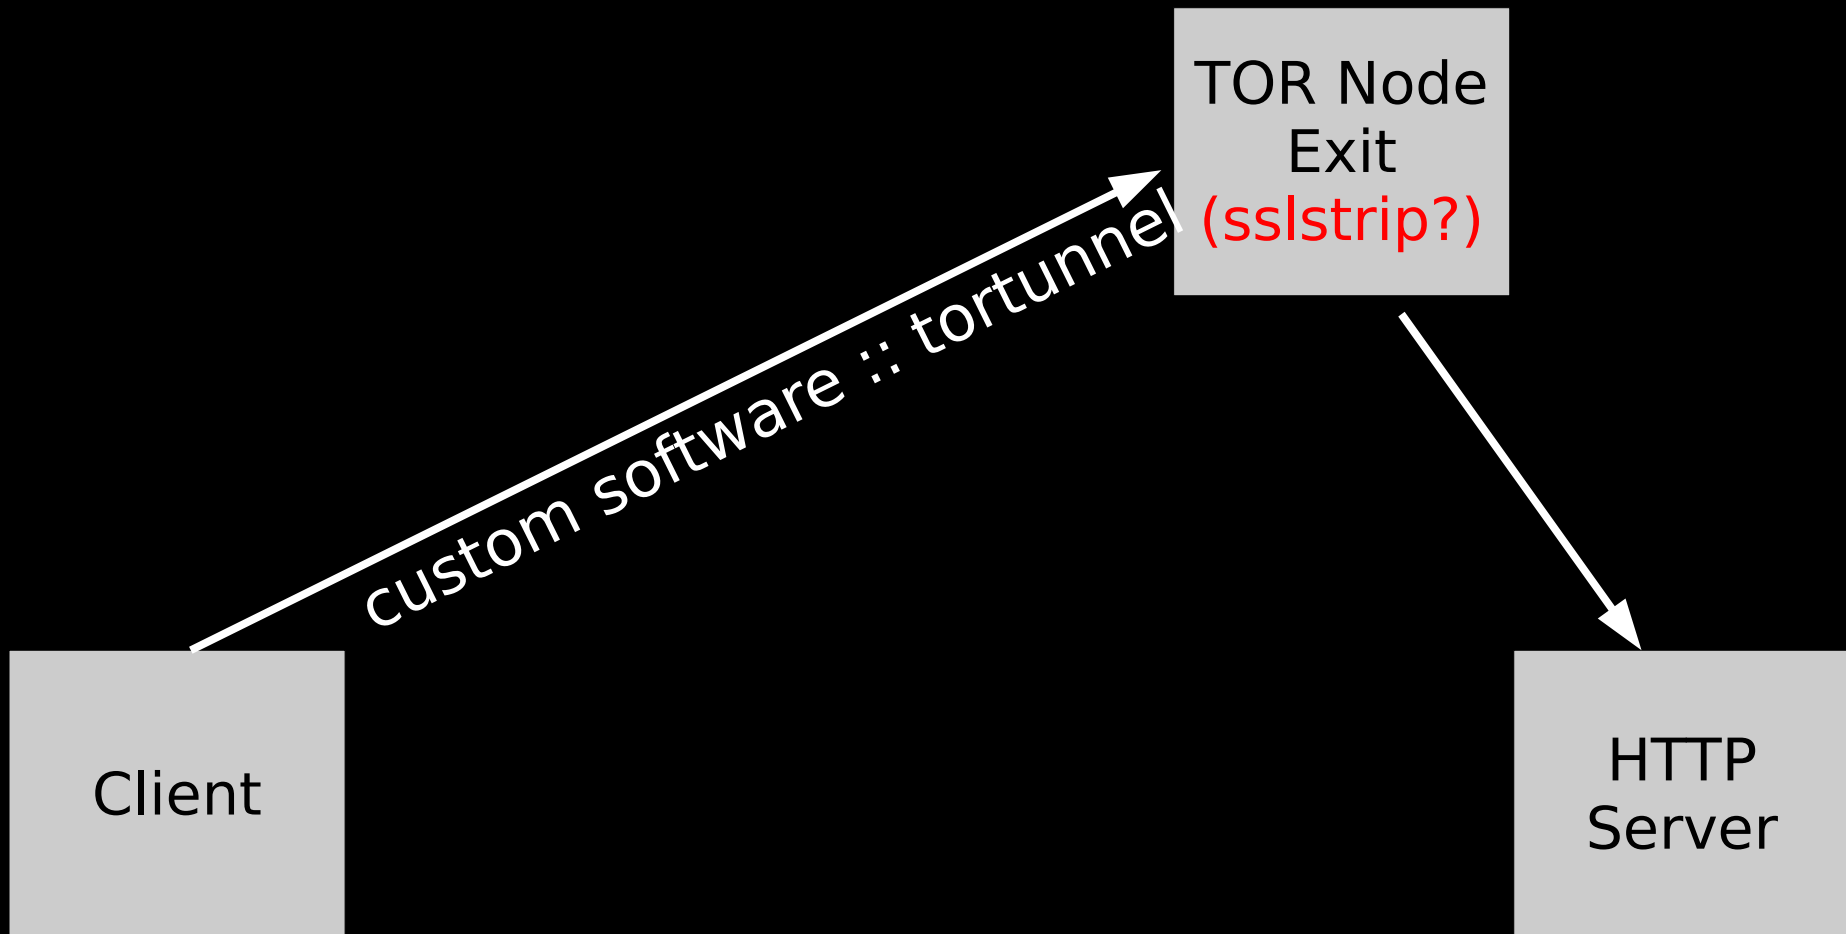 TOR Node
Exit
(sslstrip?)
custom software :: tortunnel
Client
HTTP
Server